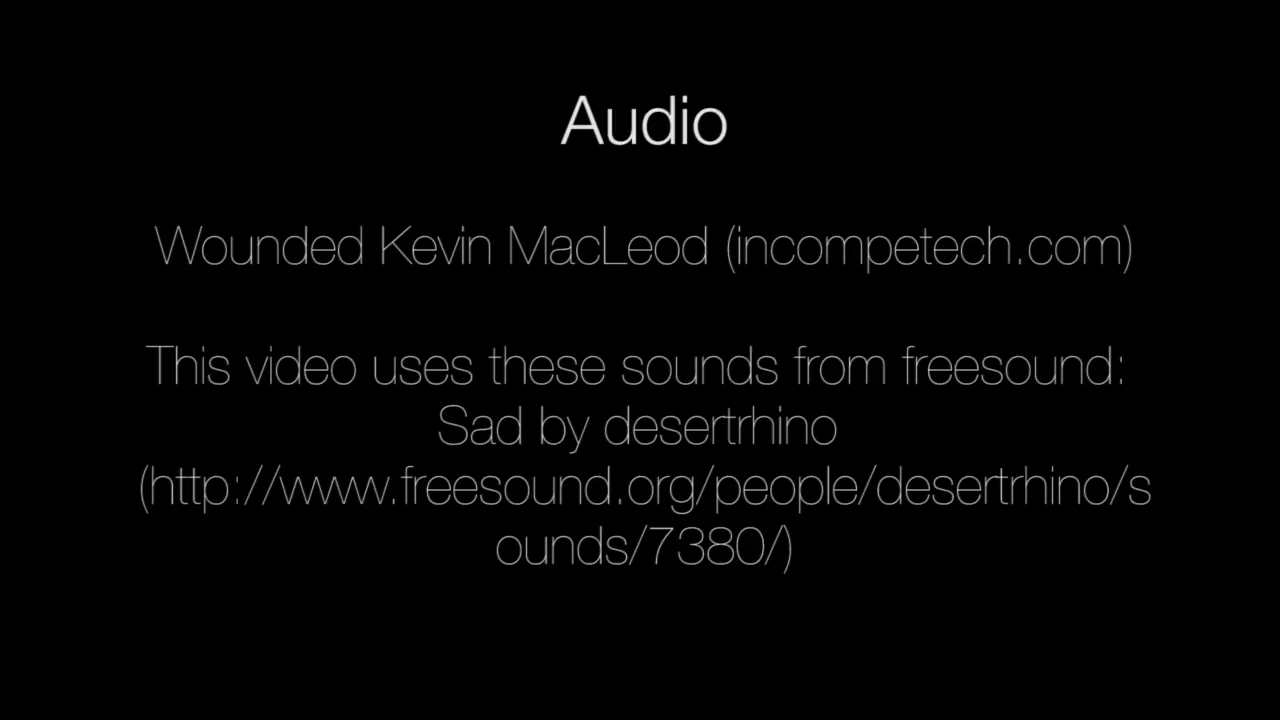 Audio
Wounded Kevin MacLeod (incompetech.com)
This video uses these sounds from freesound:
Sad by desertrhino
(http://www.freesound.org/people/desertrhino/s
ounds/7380/)